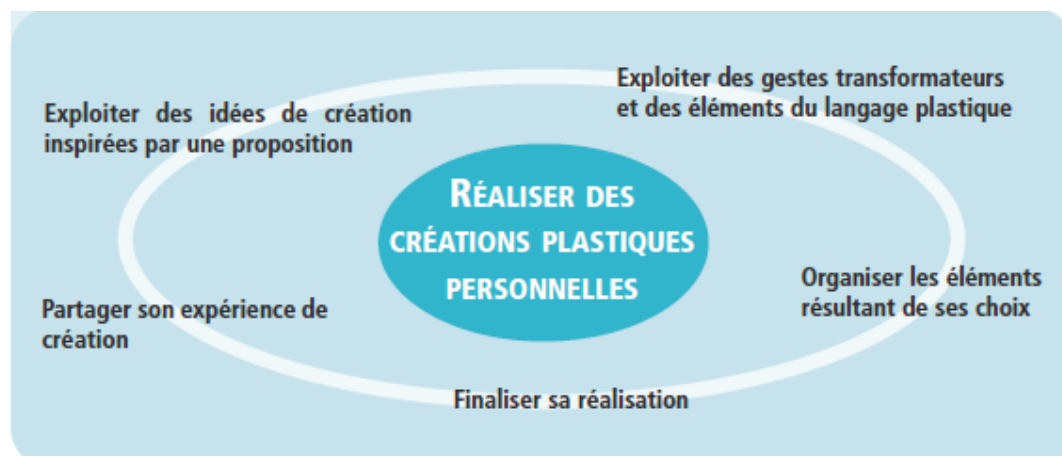 Exploiter des idées de création
inspirées par une proposition
Exploiter des gestes transformateurs
et des éléments du langage plastique
RÉALISER DES
CRÉATIONS PLASTIQUES
PERSONNELLES
Organiser les éléments
résultant de ses choix
Partager son expérience de
création
Finaliser sa réalisation